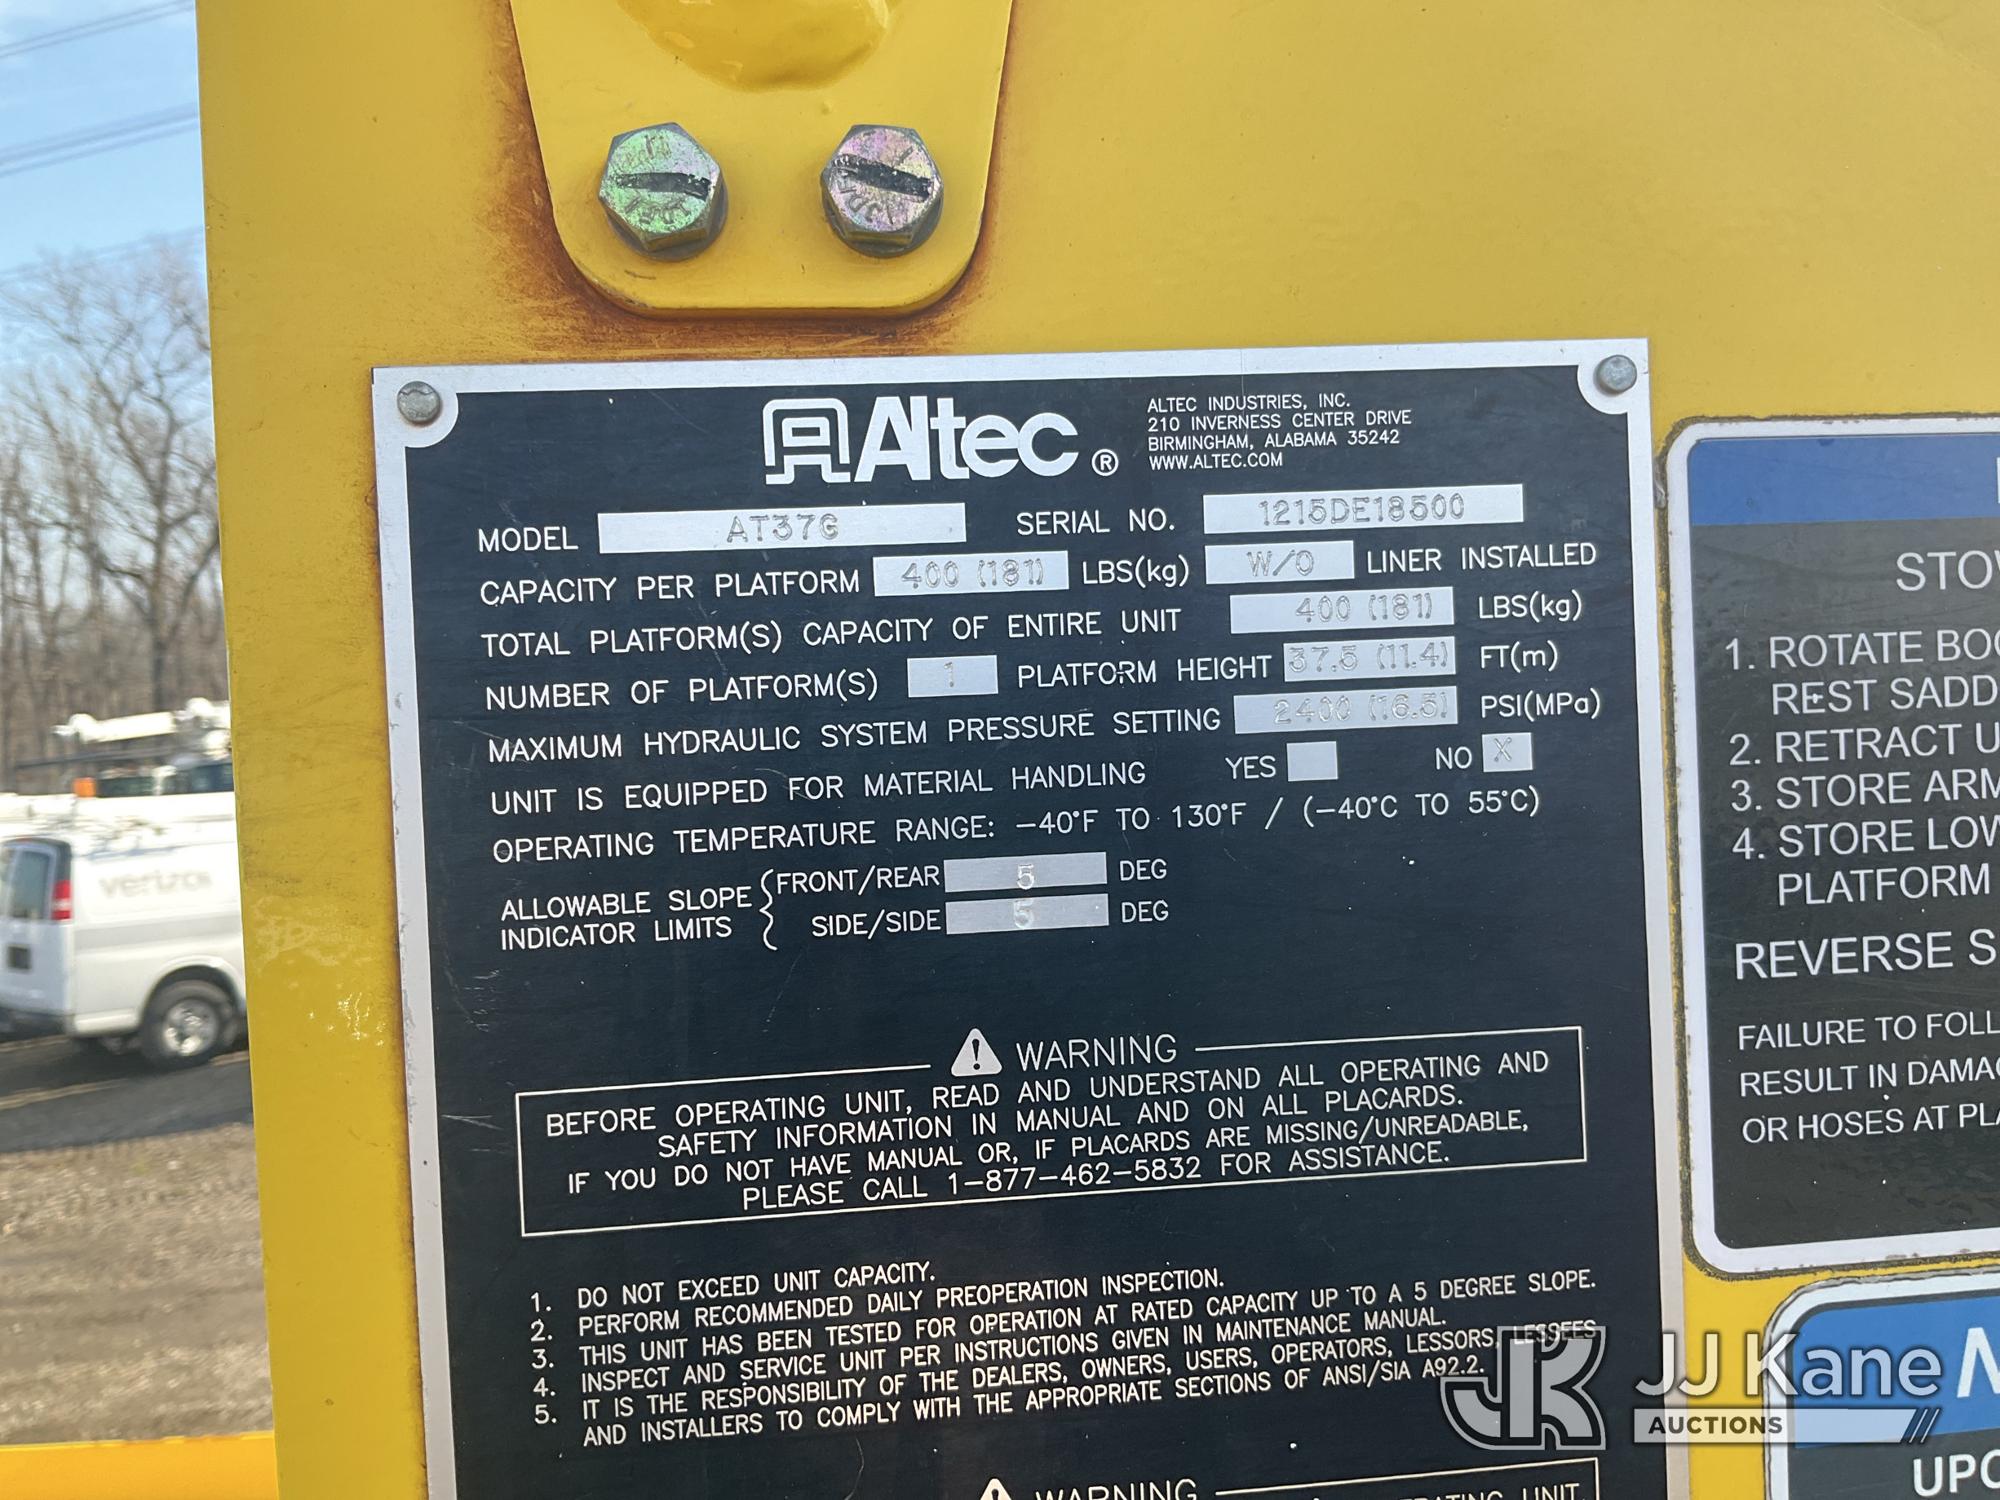 Altec®
ALTEC INDUSTRIES, INC.
210 INVERNESS CENTER DRIVE
BIRMINGHAM, ALABAMA 35242
WWW.ALTEC.COM
MODEL AT37G SERIAL NO. 1215DE18500
CAPACITY PER PLATFORM 400 (181) LBS(kg) W/O LINER INSTALLED
TOTAL PLATFORM(S) CAPACITY OF ENTIRE UNIT 400 (181) LBS(kg)
NUMBER OF PLATFORM(S) 1 PLATFORM HEIGHT 37.5 (11.4) FT(m)
MAXIMUM HYDRAULIC SYSTEM PRESSURE SETTING 2400 (16.5) PSI(MPa)
UNIT IS EQUIPPED FOR MATERIAL HANDLING YES NO X
OPERATING TEMPERATURE RANGE: -40°F TO 130°F / (-40°C TO 55°C)
ALLOWABLE SLOPE INDICATOR LIMITS
FRONT/REAR 5 DEG
SIDE/SIDE 5 DEG
WARNING
BEFORE OPERATING UNIT, READ AND UNDERSTAND ALL OPERATING AND
SAFETY INFORMATION IN MANUAL AND ON ALL PLACARDS.
IF YOU DO NOT HAVE MANUAL OR, IF PLACARDS ARE MISSING/UNREADABLE,
PLEASE CALL 1-877-462-5832 FOR ASSISTANCE.
1. DO NOT EXCEED UNIT CAPACITY.
2. PERFORM RECOMMENDED DAILY PREOPERATION INSPECTION.
3. THIS UNIT HAS BEEN TESTED FOR OPERATION AT RATED CAPACITY UP TO A 5 DEGREE SLOPE.
4. INSPECT AND SERVICE UNIT PER INSTRUCTIONS GIVEN IN MAINTENANCE MANUAL.
5. IT IS THE RESPONSIBILITY OF THE DEALERS, OWNERS, USERS, OPERATORS, LESSORS, LESSEES
AND INSTALLERS TO COMPLY WITH THE APPROPRIATE SECTIONS OF ANSI/SIA A92.2.
WARNING
UNIT,
STOW
1. ROTATE BOO
REST SADD
2. RETRACT U
3. STORE ARM
4. STORE LOW
PLATFORM
REVERSE S
FAILURE TO FOLL
RESULT IN DAMAG
OR HOSES AT PLA
UPO
verizon
JJ Kane
AUCTIONS